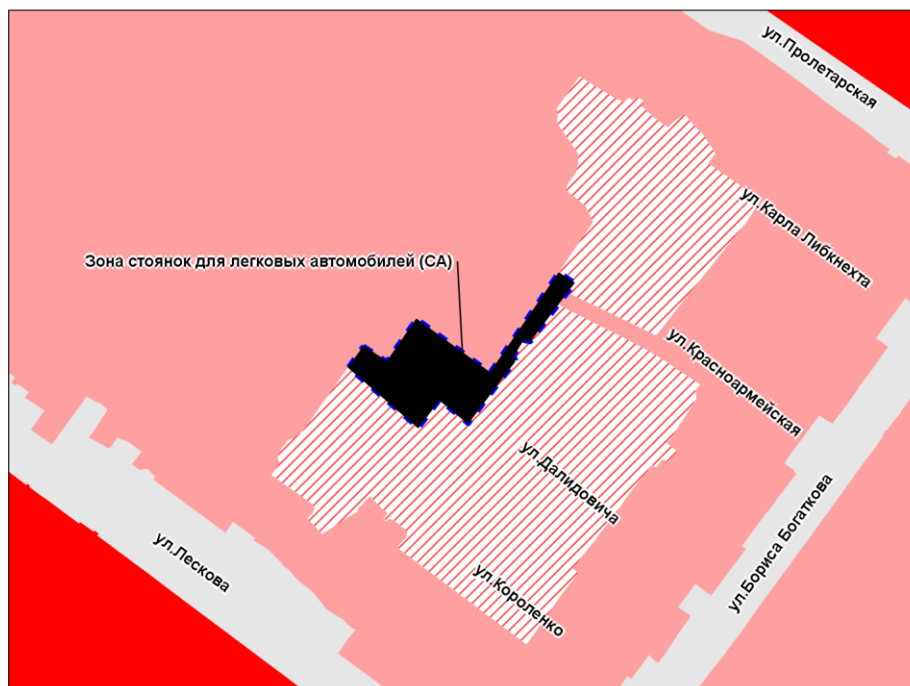 ул.Пролетарская
ул.Карла Либкнехта
Зона стоянок для легковых автомобилей (СА)
ул.Красноармейская
ул.Далидовича
ул.Бориса Богаткова
ул.Лескова
ул.Короленко